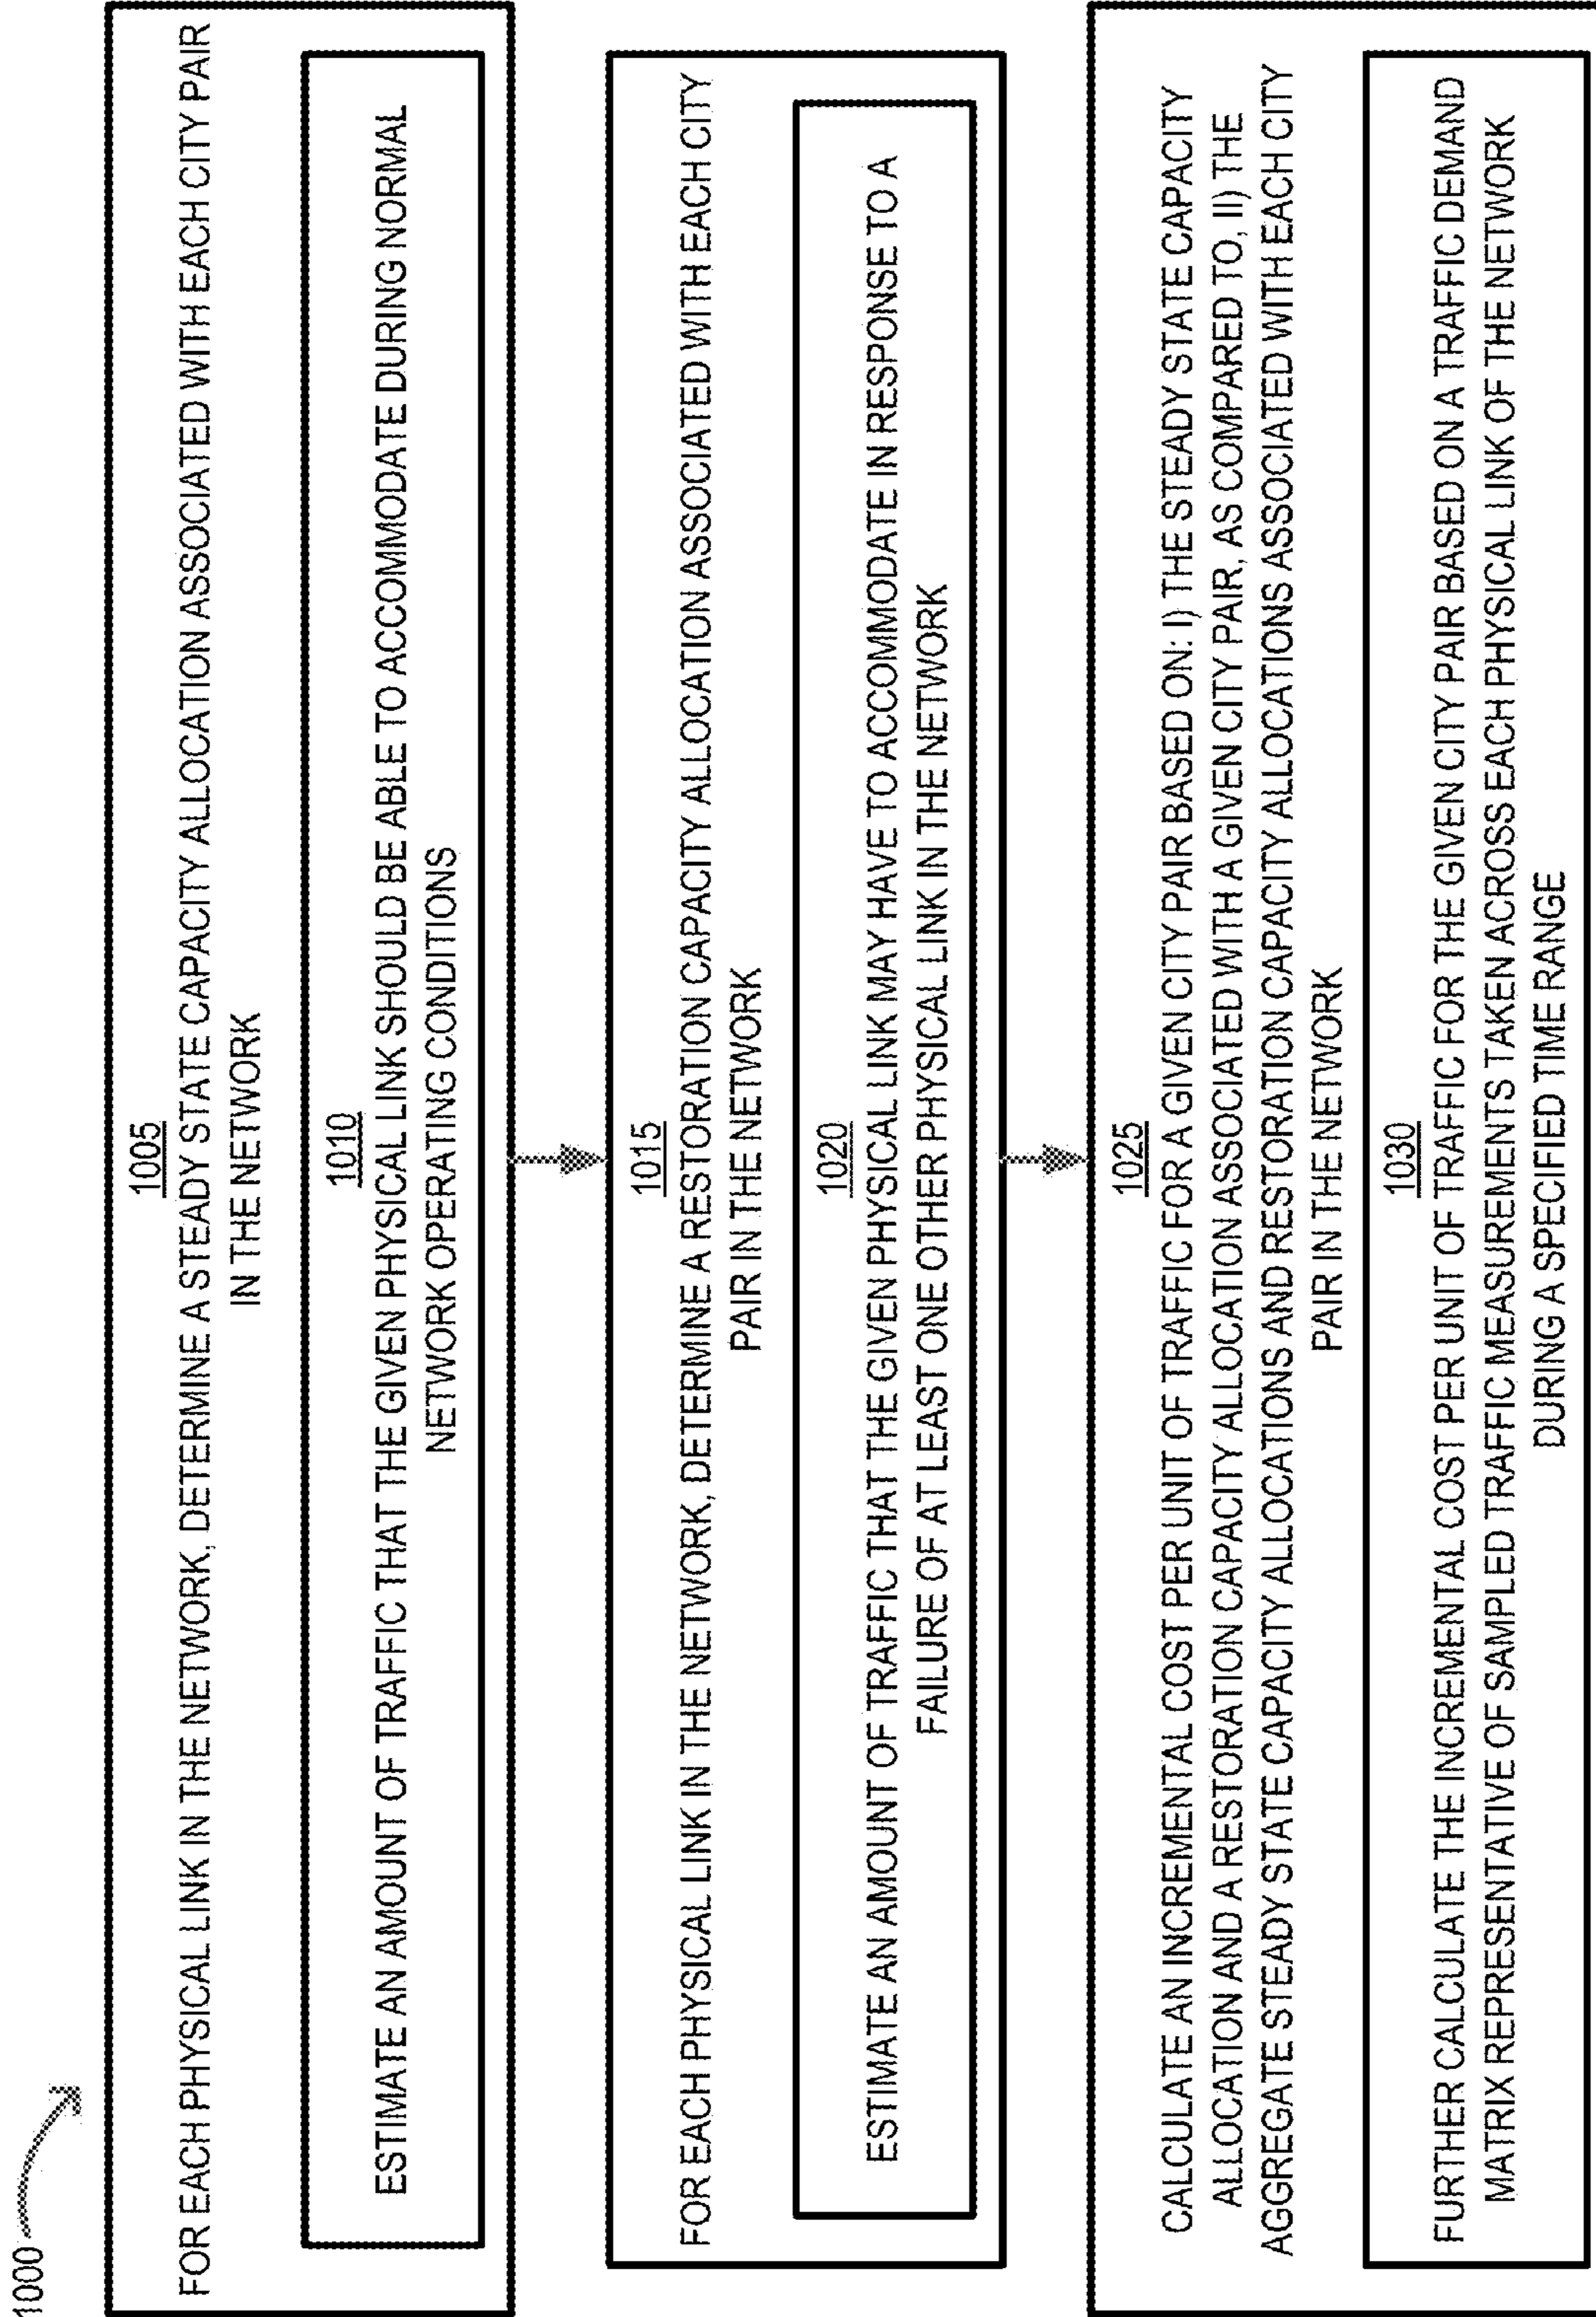 1000
1005
FOR EACH PHYSICAL LINK IN THE NETWORK, DETERMINE A STEADY STATE CAPACITY ALLOCATION ASSOCIATED WITH EACH CITY PAIR
IN THE NETWORK
1010
ESTIMATE AN AMOUNT OF TRAFFIC THAT THE GIVEN PHYSICAL LINK SHOULD BE ABLE TO ACCOMMODATE DURING NORMAL
NETWORK OPERATING CONDITIONS
1015
FOR EACH PHYSICAL LINK IN THE NETWORK, DETERMINE A RESTORATION CAPACITY ALLOCATION ASSOCIATED WITH EACH CITY
PAIR IN THE NETWORK
1020
ESTIMATE AN AMOUNT OF TRAFFIC THAT THE GIVEN PHYSICAL LINK MAY HAVE TO ACCOMMODATE IN RESPONSE TO A
FAILURE OF AT LEAST ONE OTHER PHYSICAL LINK IN THE NETWORK
1025
CALCULATE AN INCREMENTAL COST PER UNIT OF TRAFFIC FOR A GIVEN CITY PAIR BASED ON: I) THE STEADY STATE CAPACITY
ALLOCATION AND A RESTORATION CAPACITY ALLOCATION ASSOCIATED WITH A GIVEN CITY PAIR, AS COMPARED TO, II) THE
AGGREGATE STEADY STATE CAPACITY ALLOCATIONS AND RESTORATION CAPACITY ALLOCATIONS ASSOCIATED WITH EACH CITY
PAIR IN THE NETWORK
1030
FURTHER CALCULATE THE INCREMENTAL COST PER UNIT OF TRAFFIC FOR THE GIVEN CITY PAIR BASED ON A TRAFFIC DEMAND
MATRIX REPRESENTATIVE OF SAMPLED TRAFFIC MEASUREMENTS TAKEN ACROSS EACH PHYSICAL LINK OF THE NETWORK
DURING A SPECIFIED TIME RANGE